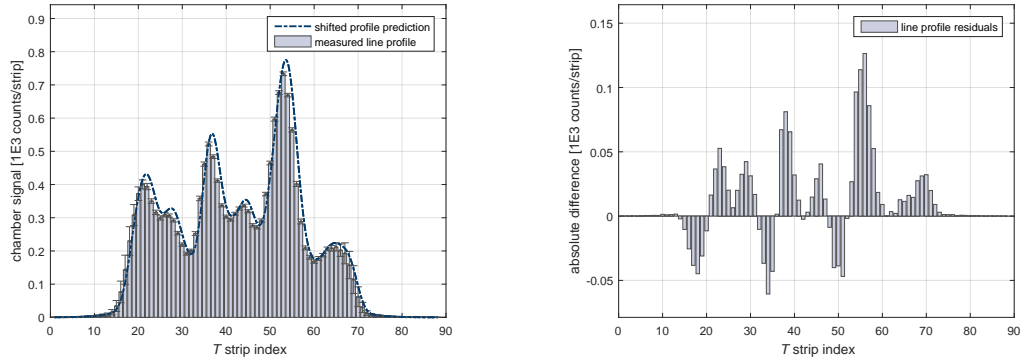 chamber signal [1E3 counts/strip]
0.9
0.8
0.7
0.6
0.5
0.4
0.3
0.2
0.1
0
0 10 20 30 40 50 60 70 80 90
T strip index
shifted profile prediction
measured line profile
absolute difference [1E3 counts/strip]
0.15
0.1
0.05
0
-0.05
0 10 20 30 40 50 60 70 80 90
T strip index
line profile residuals